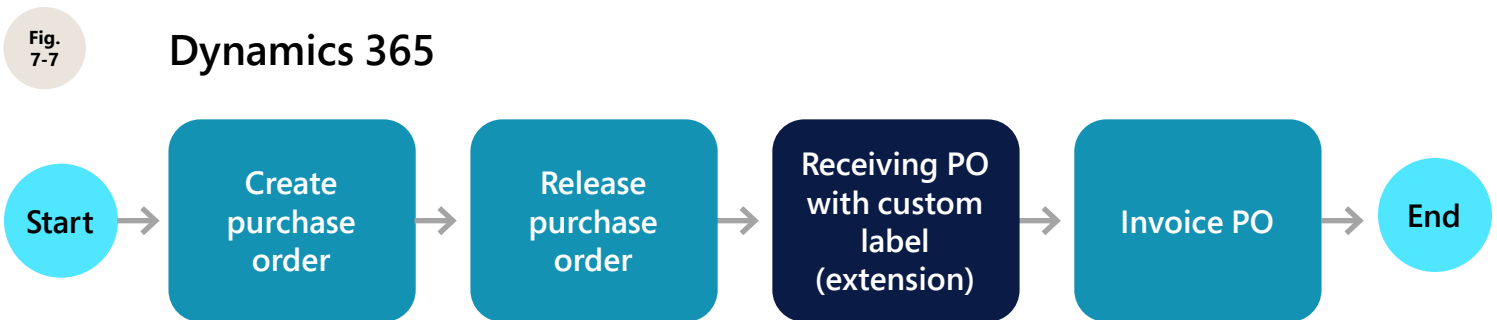 Fig.
7-7
Dynamics 365
Start
Create
purchase
order
Release
purchase
order
Receiving PO
with custom
label
(extension)
Invoice PO
End